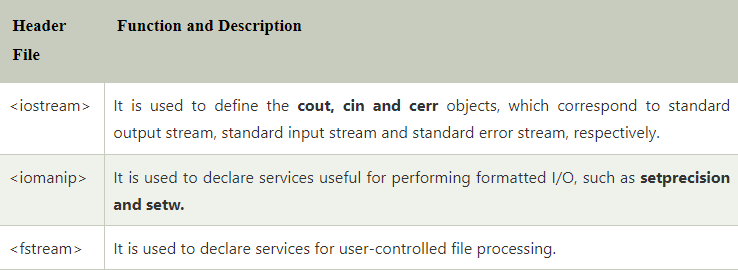 Header Function and Description
File
<iostream> It is used to define the cout, cin and cerr objects, which correspond to standard
output stream, standard input stream and standard error stream, respectively.
<iomanip> It is used to declare services useful for performing formatted I/O, such as setprecision
and setw.
<fstream> It is used to declare services for user-controlled file processing.